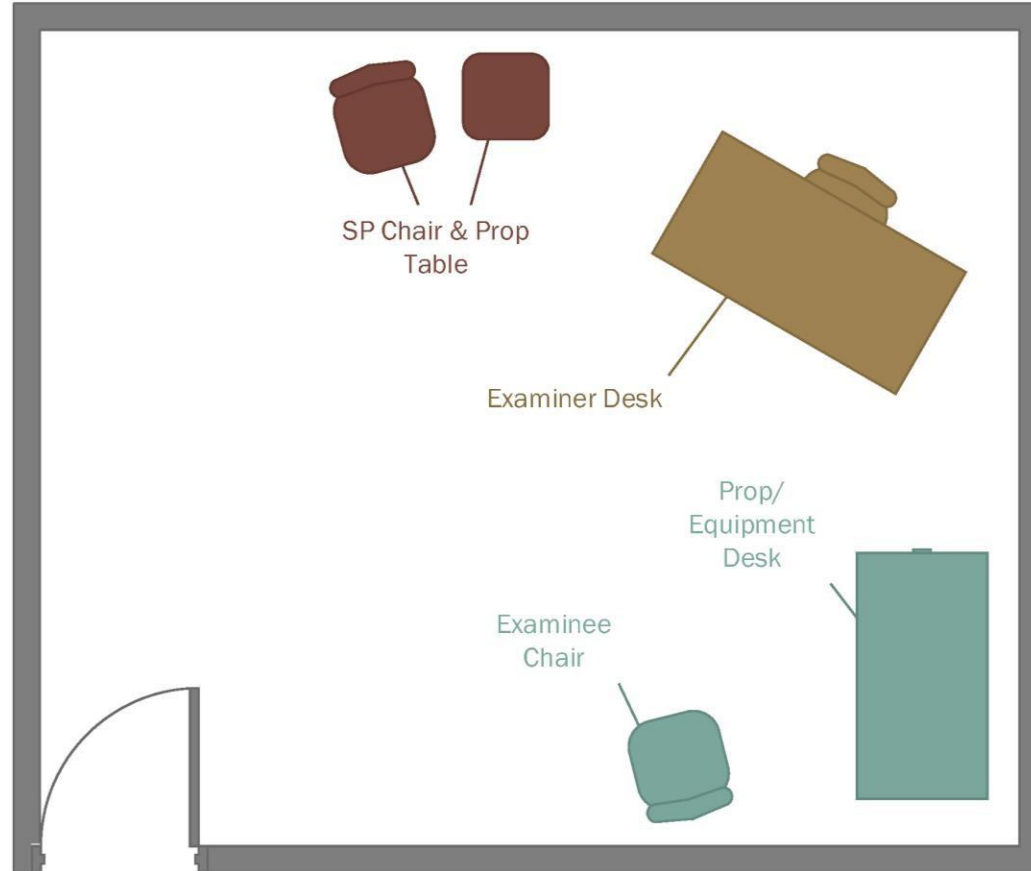 SP Chair & Prop
Table
Examiner Desk
Prop/
Equipment
Desk
Examinee
Chair